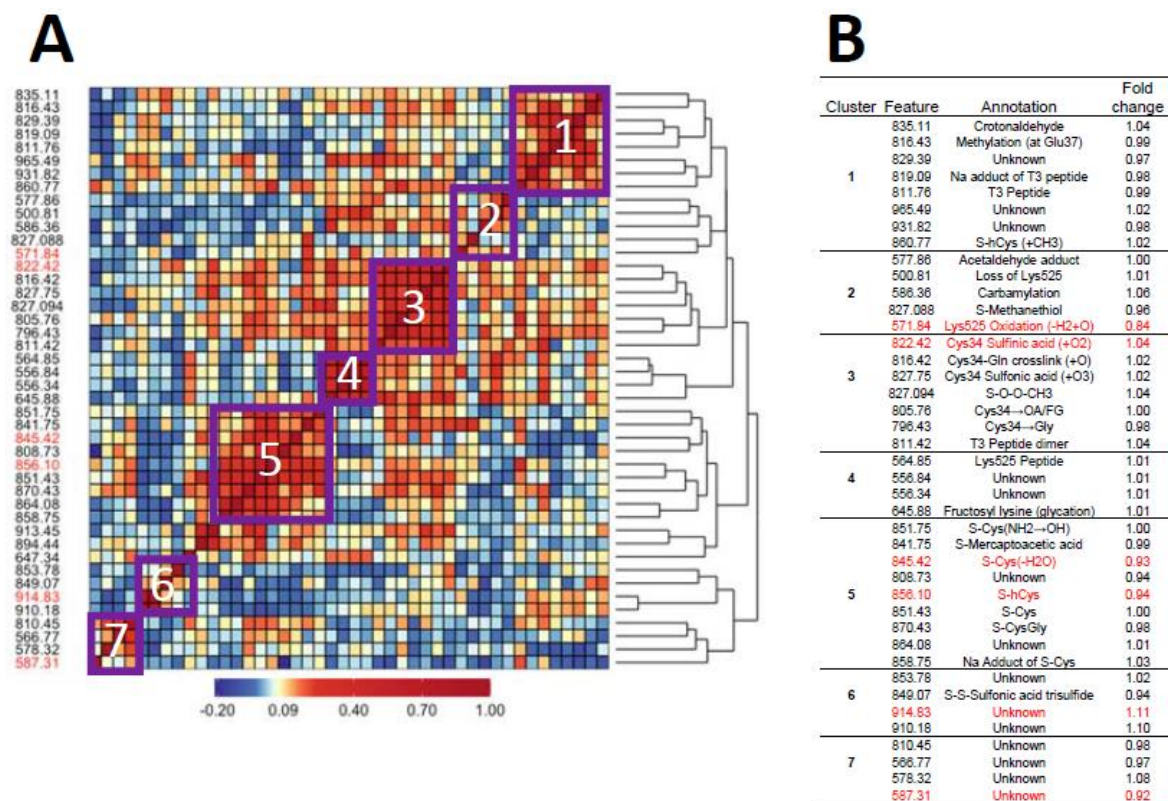 A
B
835.11
816.43
829.39
819.09
811.76
965.49
931.82
860.77
577.86
500.81
586.36
827.088
571.84
822.42
816.42
827.75
827.094
805.76
796.43
811.42
564.85
556.84
556.34
645.88
851.75
841.75
845.42
808.73
856.10
851.43
870.43
864.08
858.75
913.45
894.44
647.34
853.78
849.07
914.83
910.18
810.45
566.77
578.32
587.31
1
2
3
4
5
6
7
-0.20 0.09 0.40 0.70 1.00
Cluster Feature Annotation Fold change
835.11 Crotonaldehyde 1.04
816.43 Methylation (at Glu37) 0.99
829.39 Unknown 0.97
1 819.09 Na adduct of T3 peptide 0.98
811.76 T3 Peptide 0.99
965.49 Unknown 1.02
931.82 Unknown 0.98
860.77 S-hCys (+CH3) 1.02
577.86 Acetaldehyde adduct 1.00
500.81 Loss of Lys525 1.01
2 586.36 Carbamylation 1.06
827.088 S-Methanethiol 0.96
571.84 Lys525 Oxidation (-H2+O) 0.84
822.42 Cys34 Sulfinic acid (+O2) 1.04
816.42 Cys34-Gln crosslink (+O) 1.02
3 827.75 Cys34 Sulfonic acid (+O3) 1.02
827.094 S-O-O-CH3 1.04
805.76 Cys34→OA/FG 1.00
796.43 Cys34→Gly 0.98
811.42 T3 Peptide dimer 1.04
564.85 Lys525 Peptide 1.01
4 556.84 Unknown 1.01
556.34 Unknown 1.01
645.88 Fructosyl lysine (glycation) 1.01
851.75 S-Cys(NH2→OH) 1.00
841.75 S-Mercaptoacetic acid 0.99
845.42 S-Cys(-H2O) 0.93
808.73 Unknown 0.94
5 856.10 S-hCys 0.94
851.43 S-Cys 1.00
870.43 S-CysGly 0.98
864.08 Unknown 1.01
858.75 Na Adduct of S-Cys 1.03
853.78 Unknown 1.02
6 849.07 S-S-Sulfonic acid trisulfide 0.94
914.83 Unknown 1.11
910.18 Unknown 1.10
810.45 Unknown 0.98
7 566.77 Unknown 0.97
578.32 Unknown 1.08
587.31 Unknown 0.92